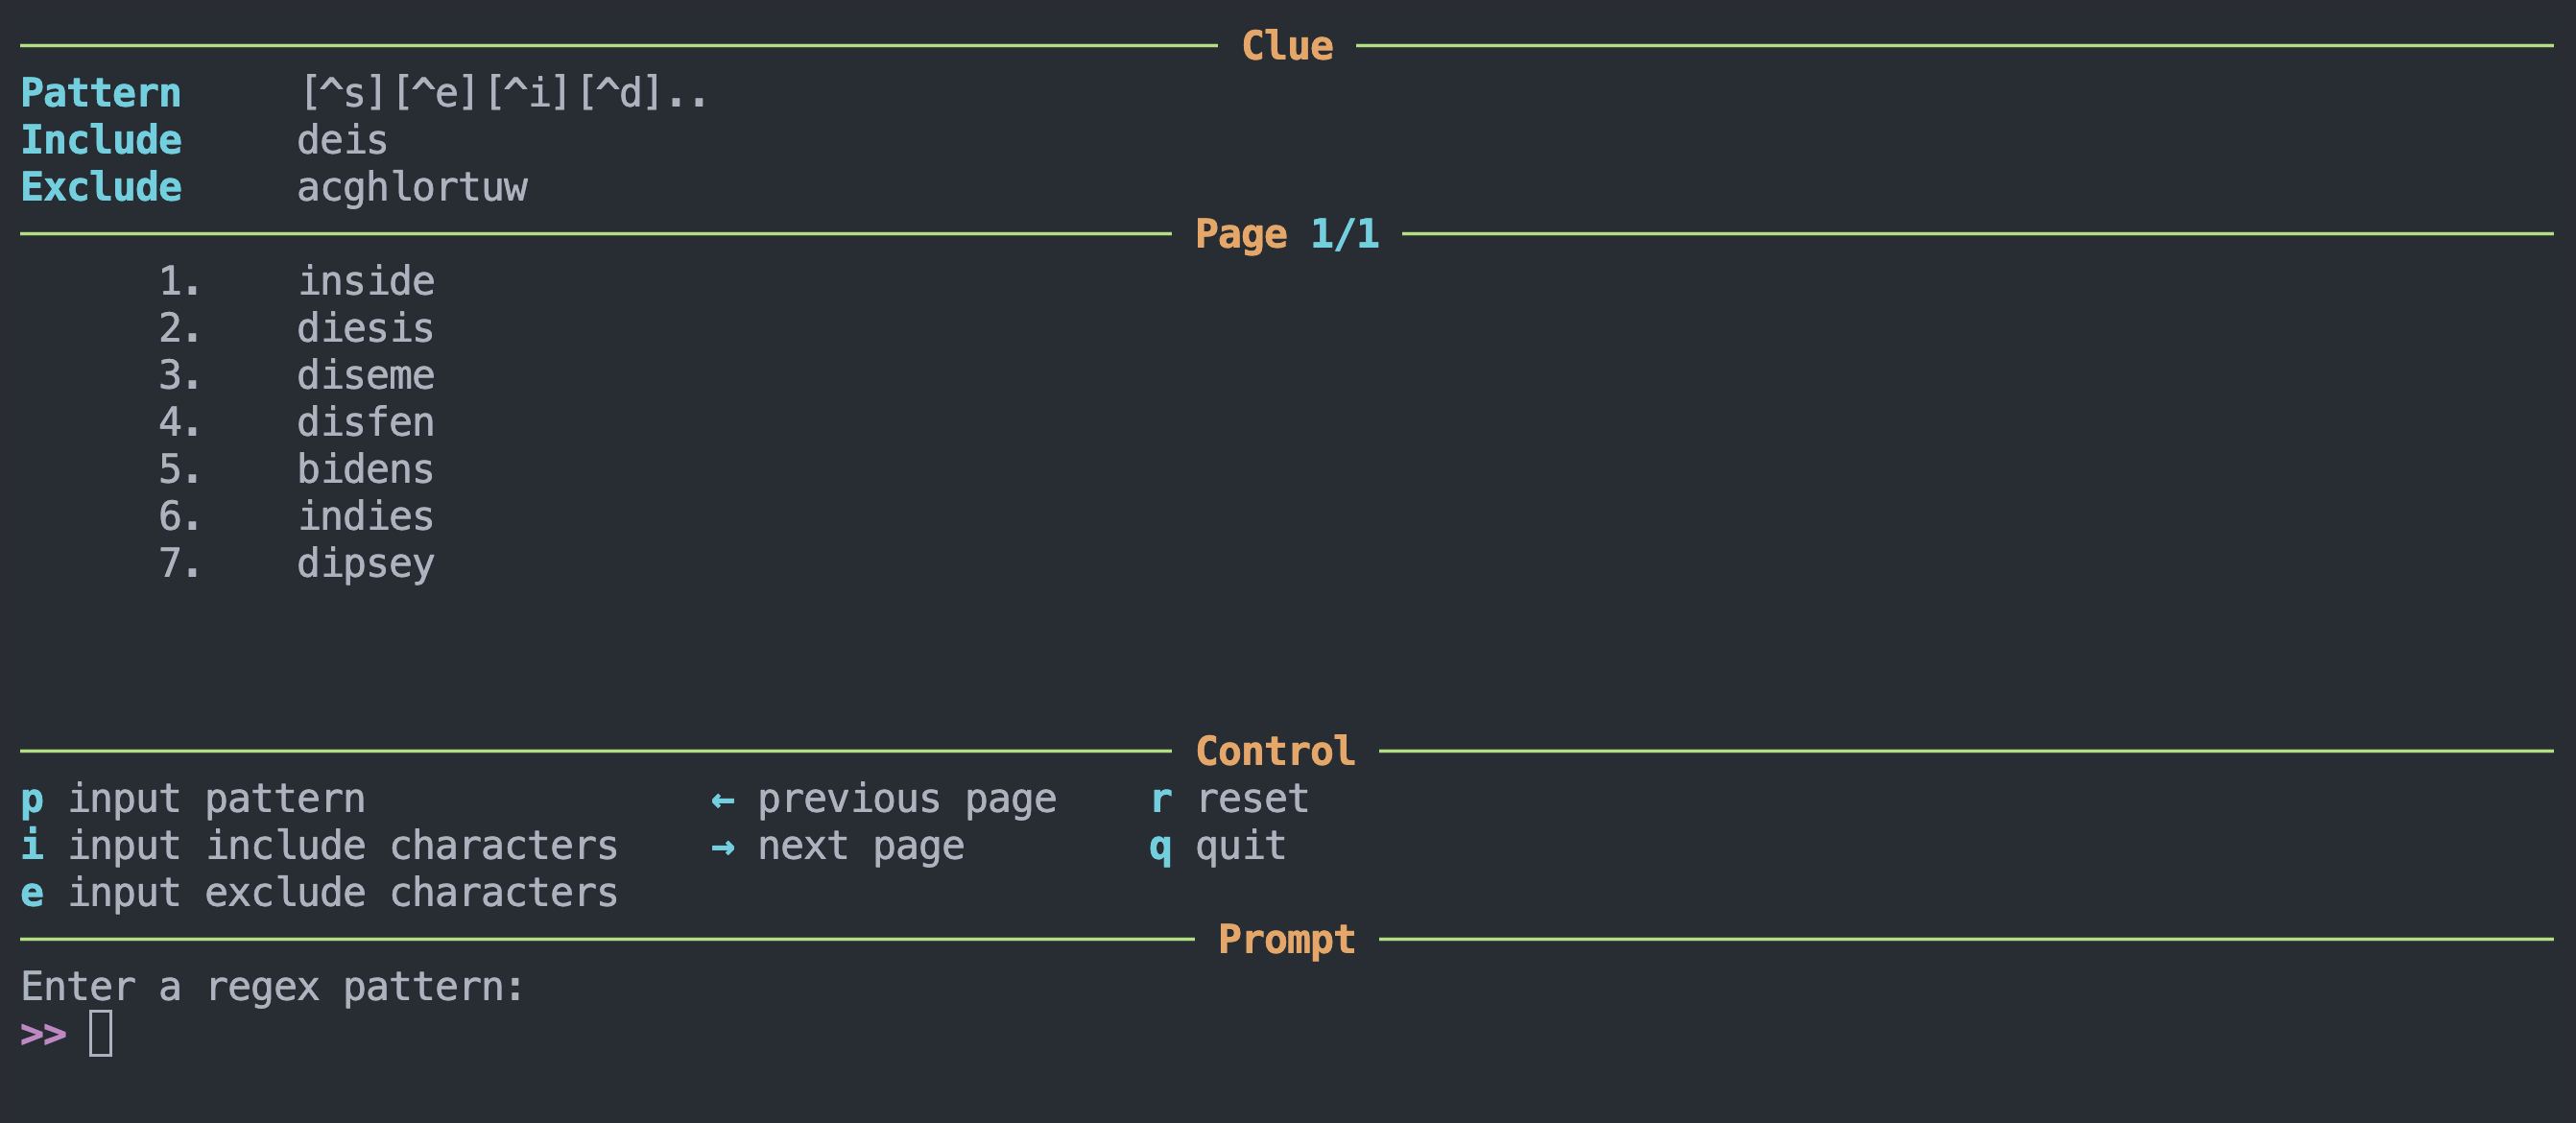 Clue
Pattern [^s][^e][^i][^d]..
Include deis
Exclude acghlortuw
Page 1/1
1. inside
2. diesis
3. diseme
4. disfen
5. bidens
6. indies
7. dipsey
Control
p input pattern ← previous page r reset
i input include characters → next page q quit
e input exclude characters
Prompt
Enter a regex pattern:
>>